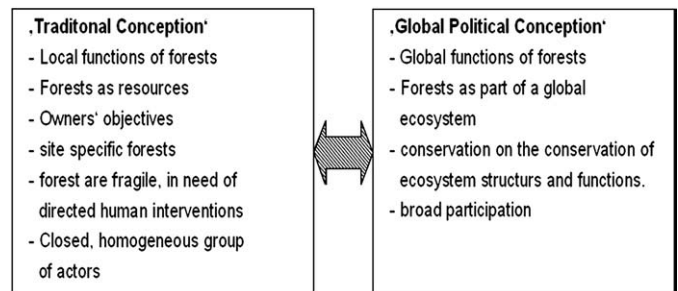 ‚Traditonal Conception‘
- Local functions of forests
- Forests as resources
- Owners‘ objectives
- site specific forests
- forest are fragile, in need of
directed human interventions
- Closed, homogeneous group
of actors
‚Global Political Conception‘
- Global functions of forests
- Forests as part of a global
ecosystem
- conservation on the conservation of
ecosystem structurs and functions.
- broad participation